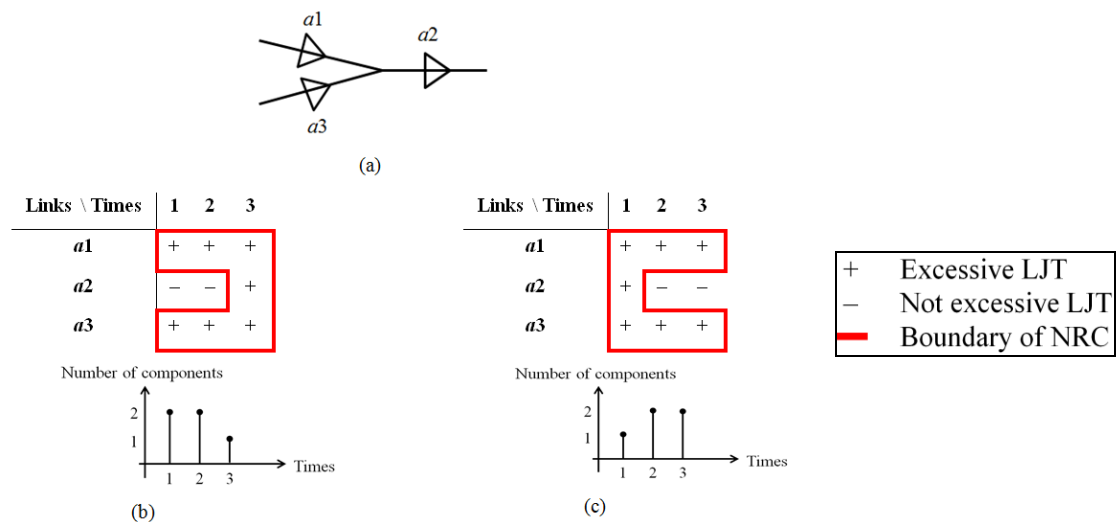 a1
a2
a3
(a)
Links \ Times 1 2 3
a1 + + +
a2 – – +
a3 + + +
Number of components
2
1
Times
1 2 3
(b)
Links \ Times 1 2 3
a1 + + +
a2 + – –
a3 + + +
Number of components
2
1
Times
1 2 3
(c)
+ Excessive LJT
– Not excessive LJT
Boundary of NRC